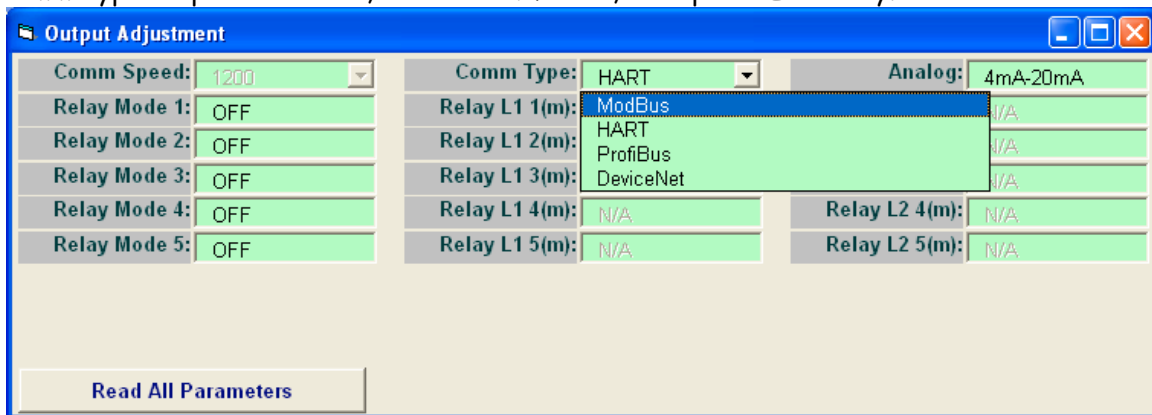 Output Adjustment
Comm Speed: 1200 Comm Type: HART Analog: 4mA-20mA
Relay Mode 1: OFF Relay L1 1(m): ModBus N/A
HART
Relay Mode 2: OFF Relay L1 2(m): ProfiBus N/A
Relay Mode 3: OFF Relay L1 3(m): DeviceNet N/A
Relay Mode 4: OFF Relay L1 4(m): N/A Relay L2 4(m): N/A
Relay Mode 5: OFF Relay L1 5(m): N/A Relay L2 5(m): N/A
Read All Parameters